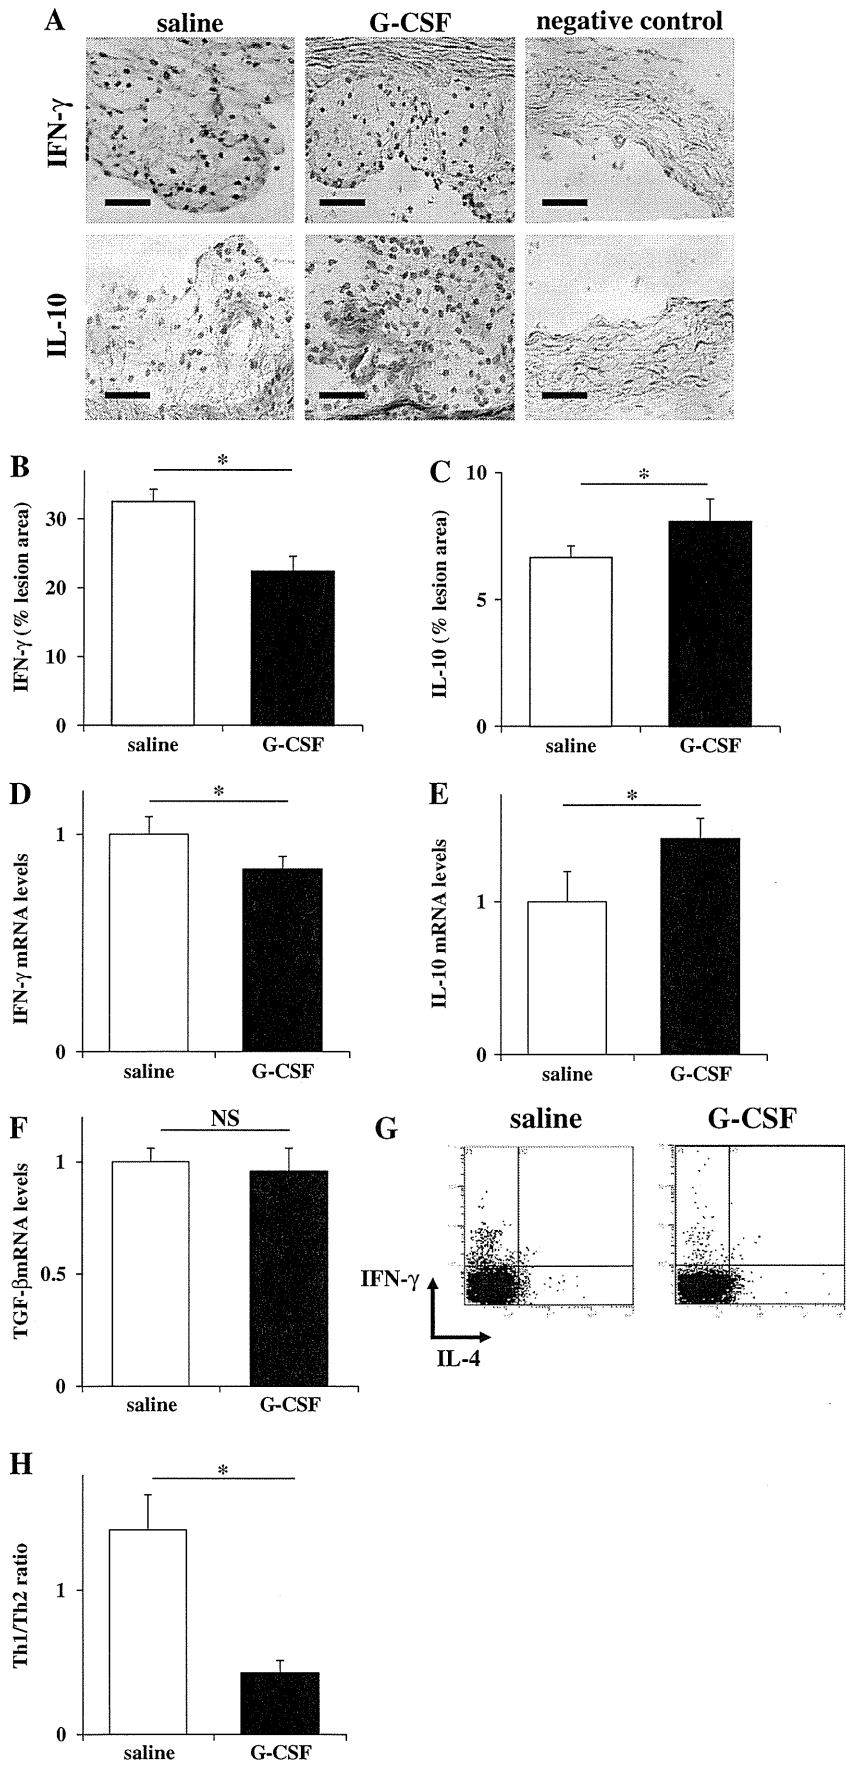 A
saline G-CSF negative control
IFN-γ
IL-10
B
*
IFN-γ (% lesion area)
30
20
10
0
saline G-CSF
C
*
IL-10 (% lesion area)
10
5
0
saline G-CSF
D
*
IFN-γ mRNA levels
1
0
saline G-CSF
E
*
IL-10 mRNA levels
1
0
saline G-CSF
F
NS
TGF-βmRNA levels
1
0.5
0
saline G-CSF
G
saline G-CSF
IFN-γ
IL-4
H
*
Th1/Th2 ratio
1
0
saline G-CSF